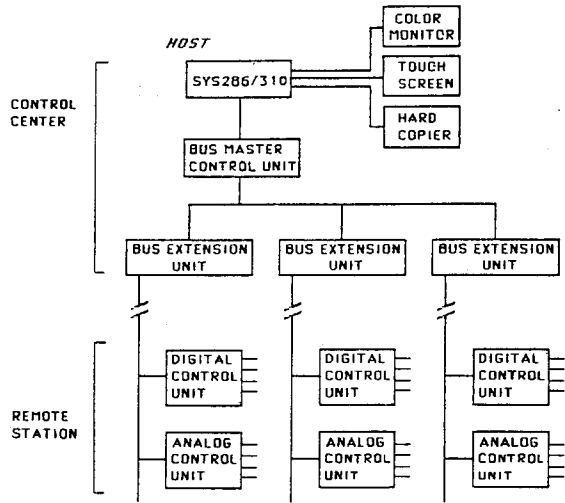 COLOR
MONITOR
HOST
SYS286/310
TOUCH
SCREEN
CONTROL
CENTER
HARD
COPIER
BUS MASTER
CONTROL UNIT
BUS EXTENSION
UNIT
BUS EXTENSION
UNIT
BUS EXTENSION
UNIT
REMOTE
STATION
DIGITAL
CONTROL
UNIT
DIGITAL
CONTROL
UNIT
DIGITAL
CONTROL
UNIT
ANALOG
CONTROL
UNIT
ANALOG
CONTROL
UNIT
ANALOG
CONTROL
UNIT